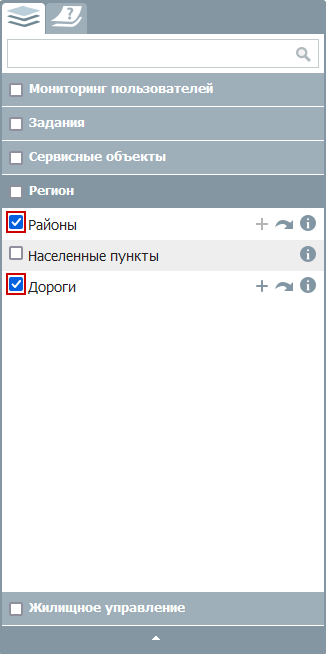 ?
Мониторинг пользователей
Задания
Сервисные объекты
Регион
Районы
Населенные пункты
Дороги
Жилищное управление